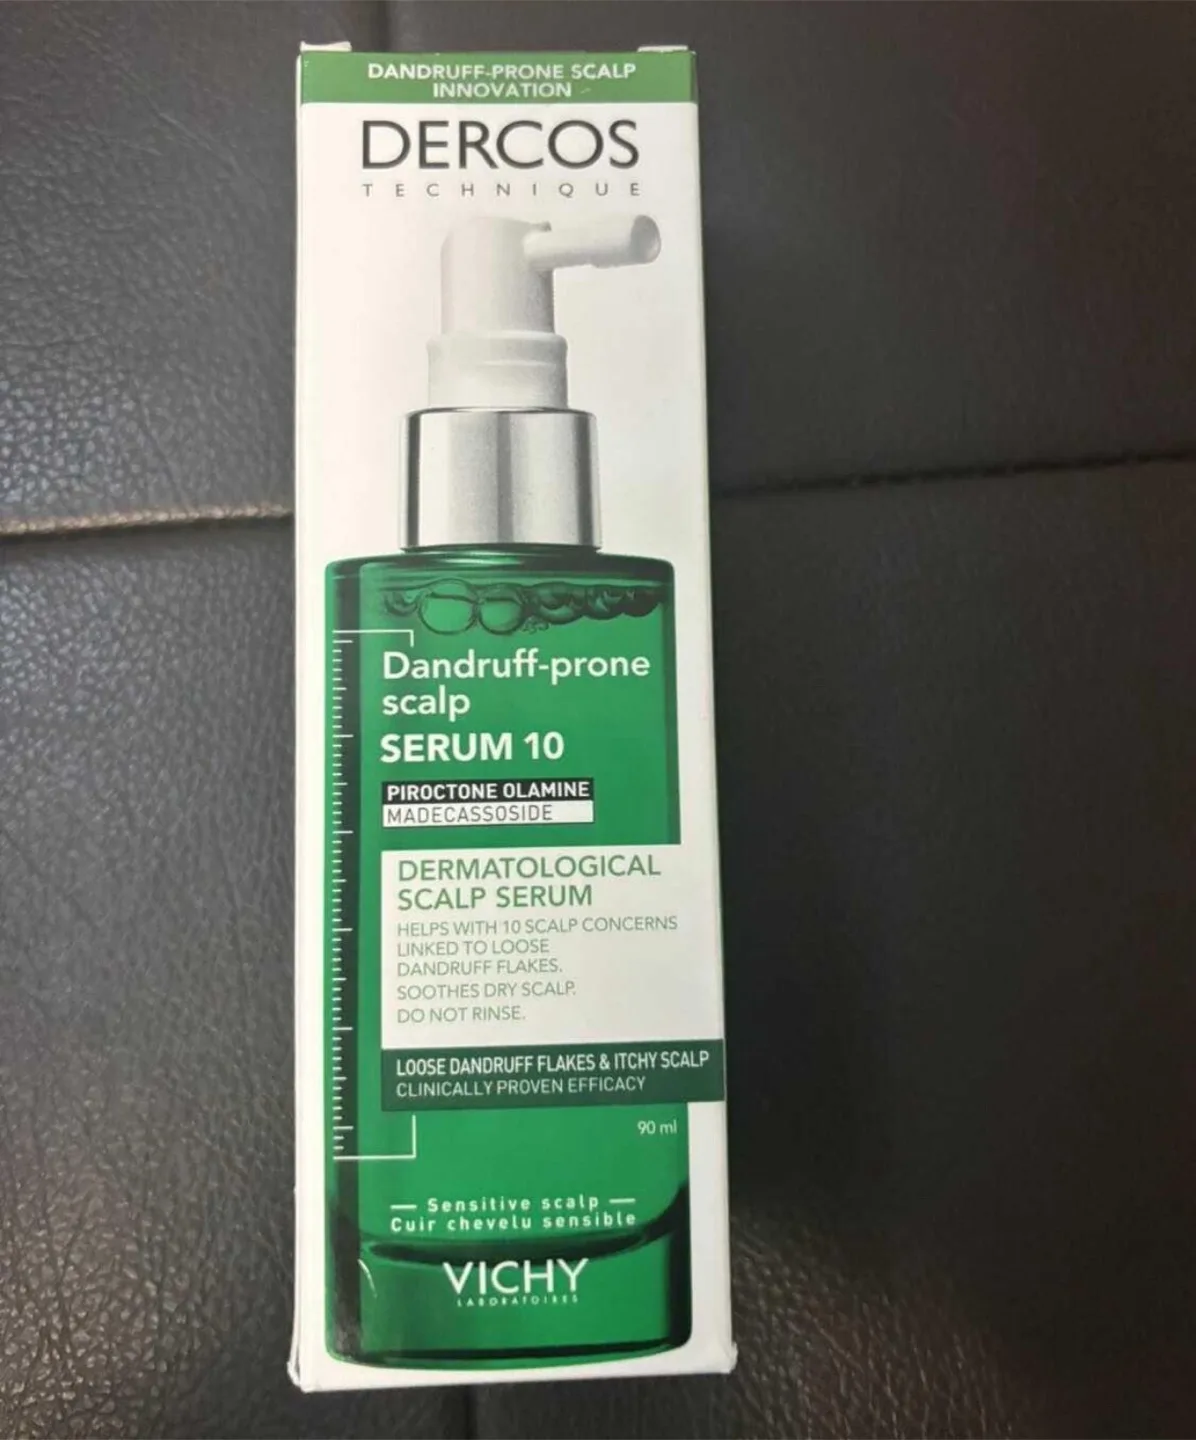 DANDRUFF-PRONE SCALP
INNOVATION
DERCOS
TECHNIQUE
Dandruff-prone
scalp
SERUM 10
PIROCTONE OLAMINE
MADECASSOSIDE
DERMATOLOGICAL
SCALP SERUM
HELPS WITH 10 SCALP CONCERNS
LINKED TO LOOSE
DANDRUFF FLAKES.
SOOTHES DRY SCALP.
DO NOT RINSE.
LOOSE DANDRUFF FLAKES & ITCHY SCALP
CLINICALLY PROVEN EFFICACY
90 ml
Sensitive scalp
Cuir chevelu sensible
VICHY
LABORATOIRES